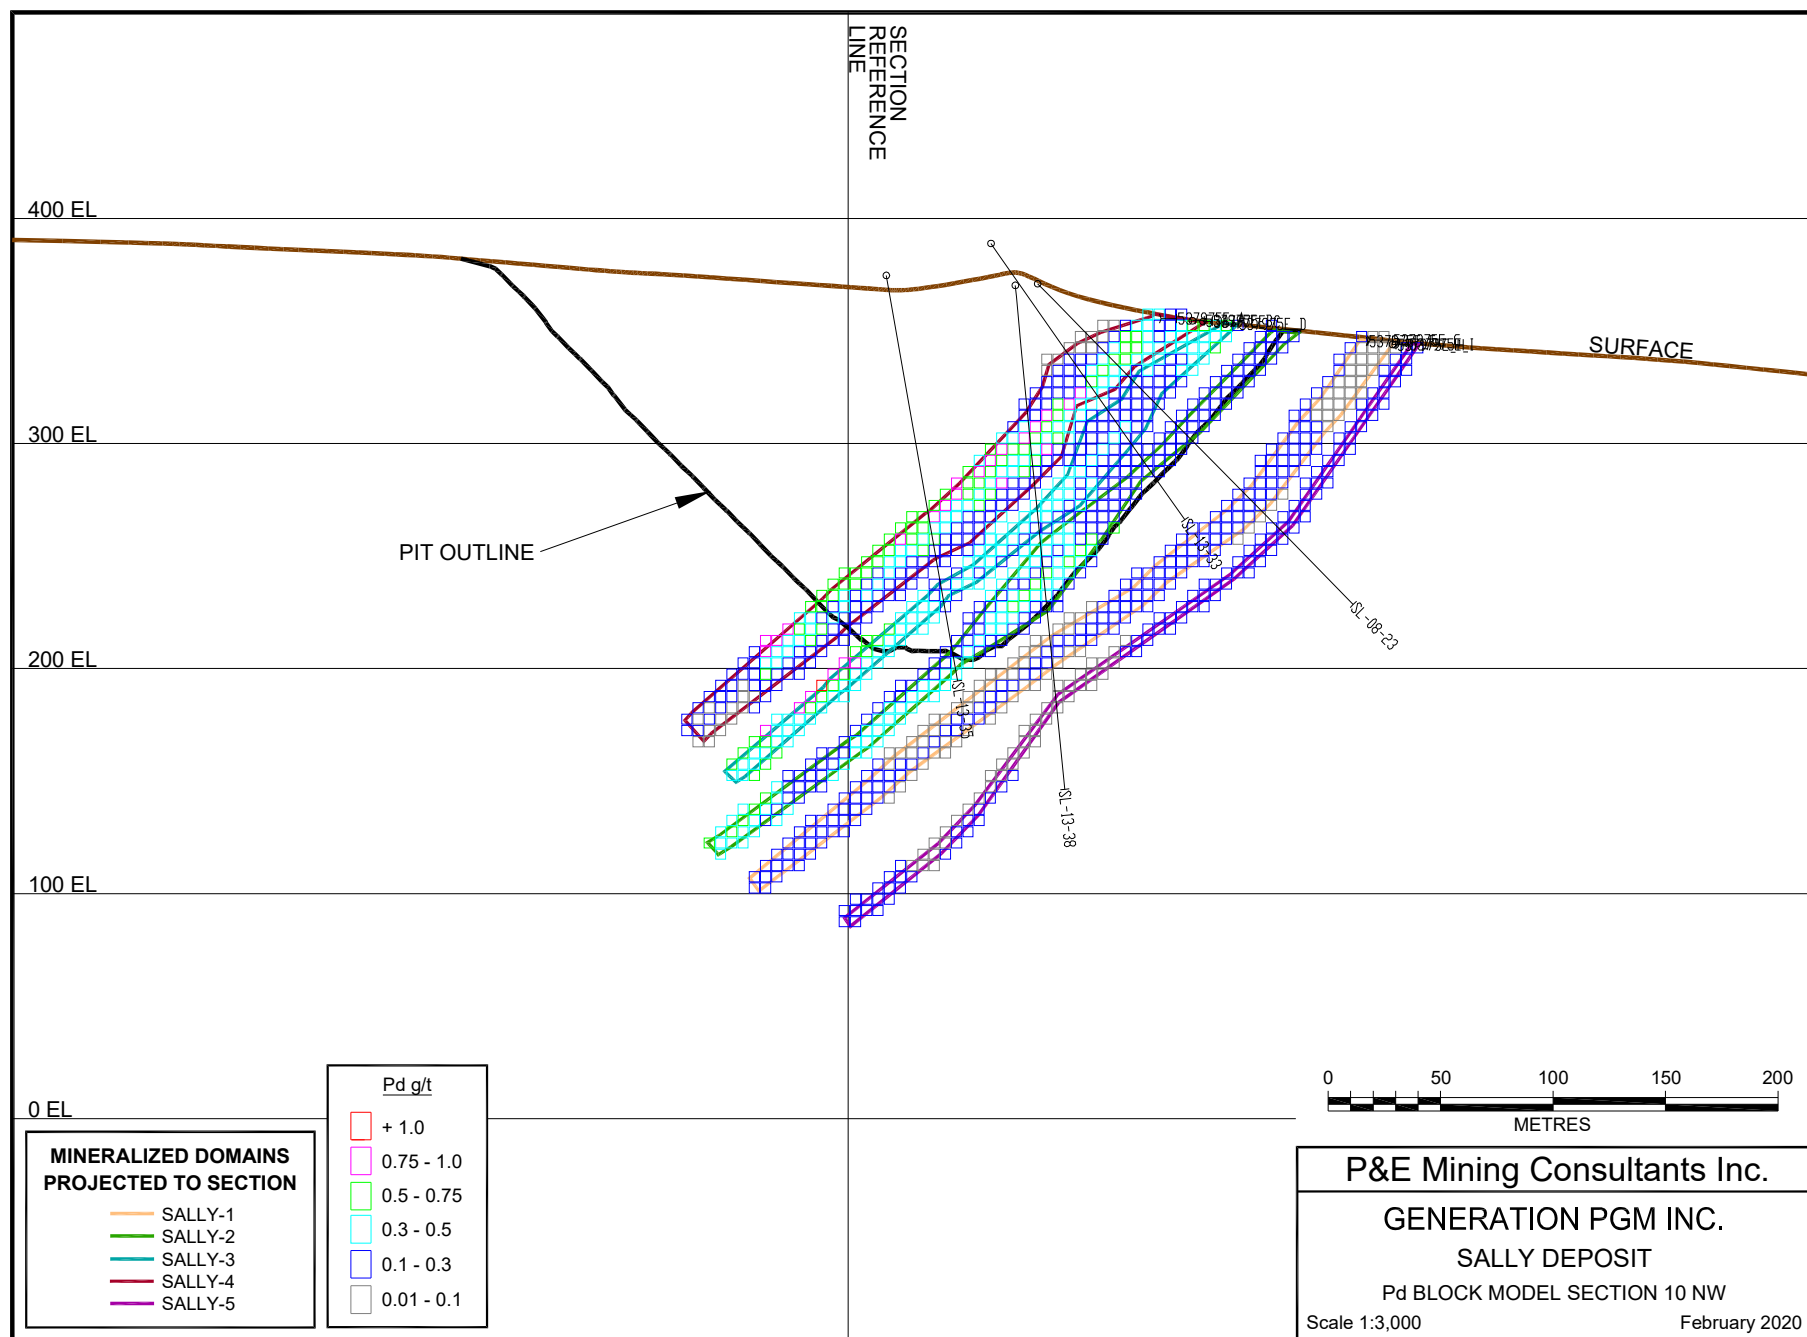 SECTION
REFERENCE
LINE
400 EL
SURFACE
300 EL
PIT OUTLINE
SL-13-33
SL-08-23
200 EL
SL-13-35
SL-13-38
100 EL
0 EL
Pd g/t
+ 1.0
0.75 - 1.0
0.5 - 0.75
0.3 - 0.5
0.1 - 0.3
0.01 - 0.1
MINERALIZED DOMAINS
PROJECTED TO SECTION
SALLY-1
SALLY-2
SALLY-3
SALLY-4
SALLY-5
0 50 100 150 200
METRES
P&E Mining Consultants Inc.
GENERATION PGM INC.
SALLY DEPOSIT
Pd BLOCK MODEL SECTION 10 NW
Scale 1:3,000 February 2020